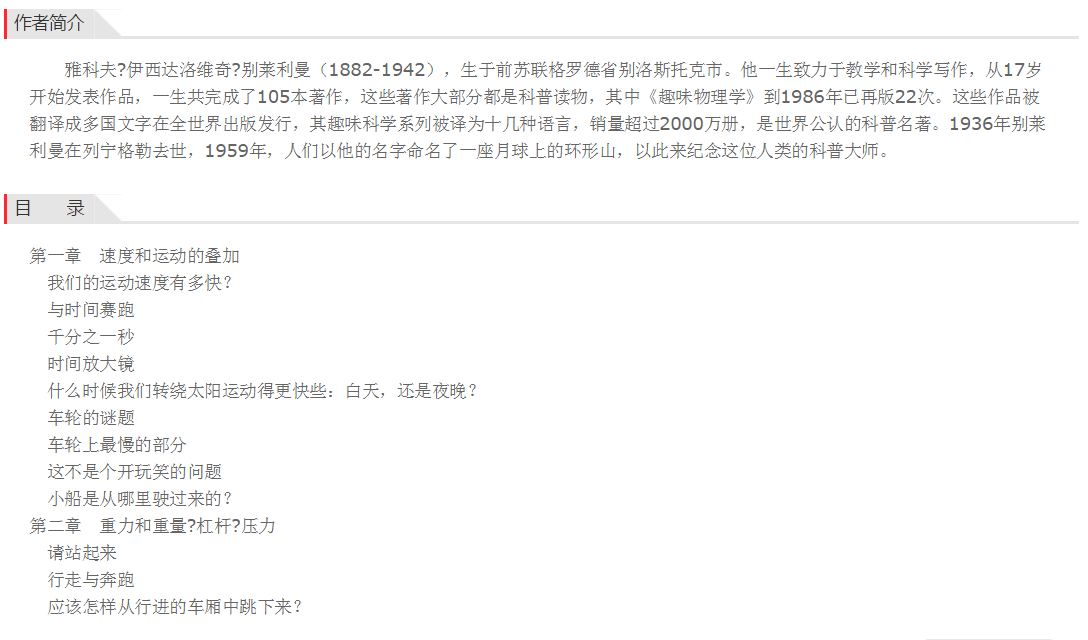 作者简介
雅科夫?伊西达洛维奇?别莱利曼（1882-1942），生于前苏联格罗德省别洛斯托克市。他一生致力于教学和科学写作，从17岁
开始发表作品，一生共完成了105本著作，这些著作大部分都是科普读物，其中《趣味物理学》到1986年已再版22次。这些作品被
翻译成多国文字在全世界出版发行，其趣味科学系列被译为十几种语言，销量超过2000万册，是世界公认的科普名著。1936年别莱
利曼在列宁格勒去世，1959年，人们以他的名字命名了一座月球上的环形山，以此来纪念这位人类的科普大师。
目　　录
第一章　速度和运动的叠加
我们的运动速度有多快？
与时间赛跑
千分之一秒
时间放大镜
什么时候我们转绕太阳运动得更快些：白天，还是夜晚？
车轮的谜题
车轮上最慢的部分
这不是个开玩笑的问题
小船是从哪里驶过来的？
第二章　重力和重量?杠杆?压力
请站起来
行走与奔跑
应该怎样从行进的车厢中跳下来？